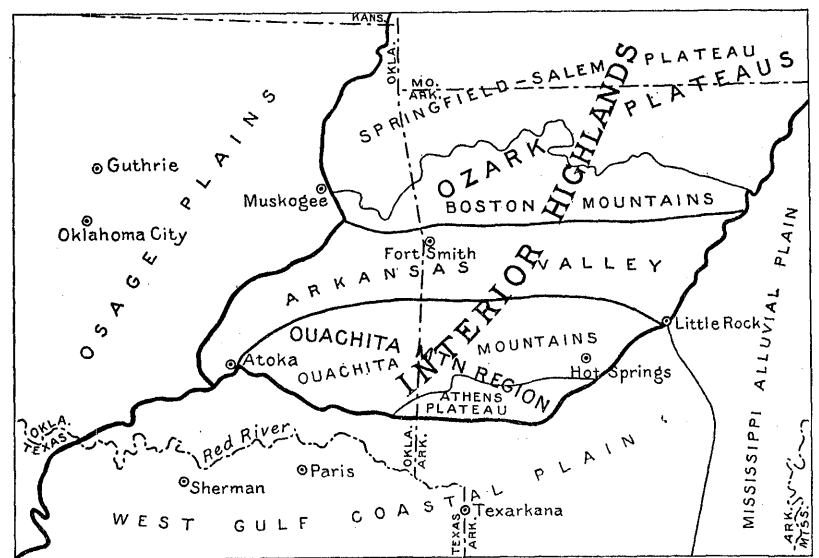 KANS.
OKLA.
MO.
ARK.
SPRINGFIELD-SALEM PLATEAU
OZARK PLATEAUS
OSAGE PLAINS
Guthrie
Muskogee
Oklahoma City
BOSTON MOUNTAINS
INTERIOR HIGHLANDS
Fort Smith
ARKANSAS VALLEY
MISSISSIPPI ALLUVIAL PLAIN
Little Rock
OUACHITA MTN REGION
OUACHITA MOUNTAINS
Atoka
Hot Springs
ATHENS
PLATEAU
OKLA.
TEXAS
Red River
OKLA.
ARK.
Paris
Sherman
WEST GULF COASTAL PLAIN
Texarkana
TEXAS
ARK.
ARK.
MISS.